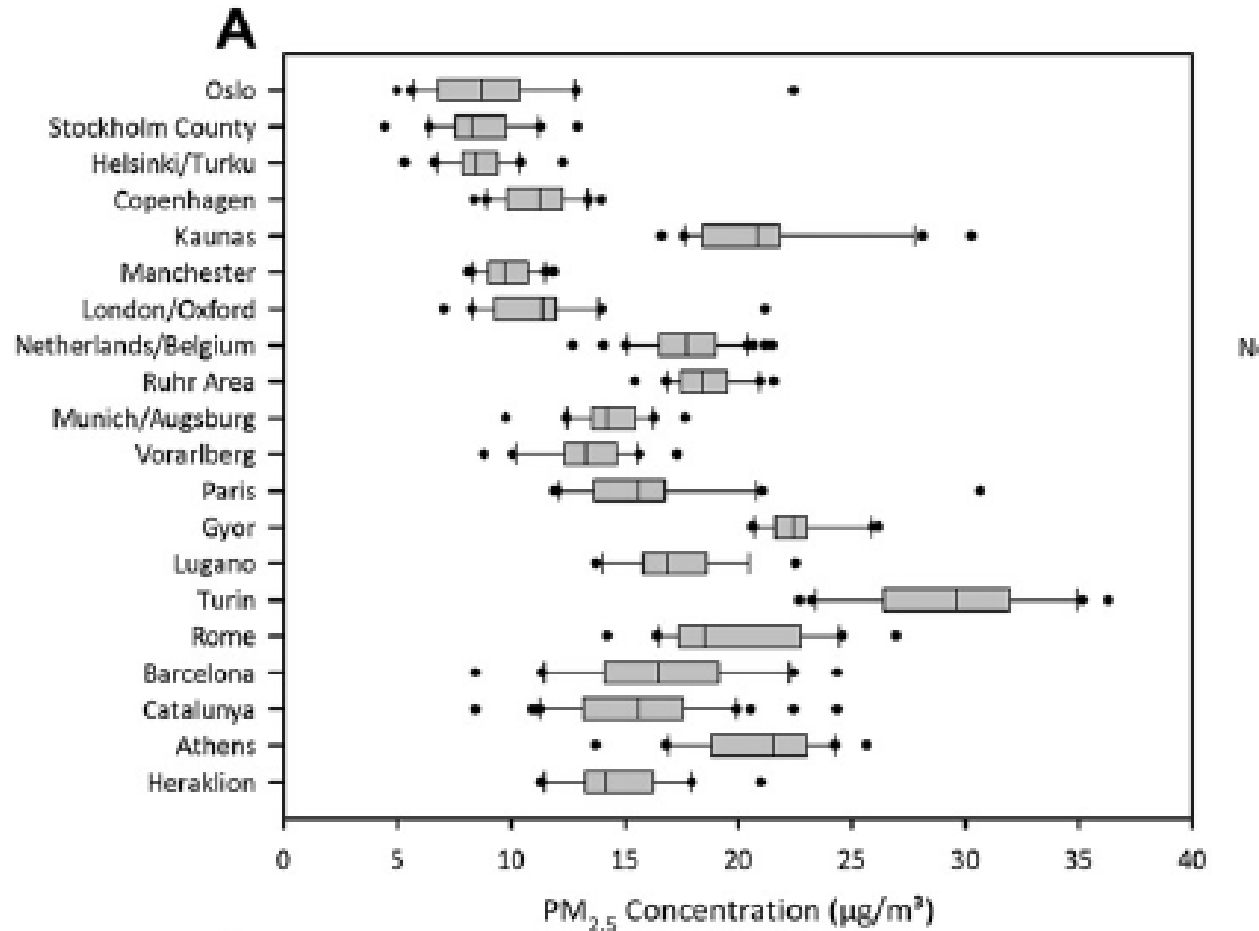 A
Oslo
Stockholm County
Helsinki/Turku
Copenhagen
Kaunas
Manchester
London/Oxford
Netherlands/Belgium
Ruhr Area
Munich/Augsburg
Vorarlberg
Paris
Gyor
Lugano
Turin
Rome
Barcelona
Catalunya
Athens
Heraklion
0 5 10 15 20 25 30 35 40
PM2.5 Concentration (µg/m³)